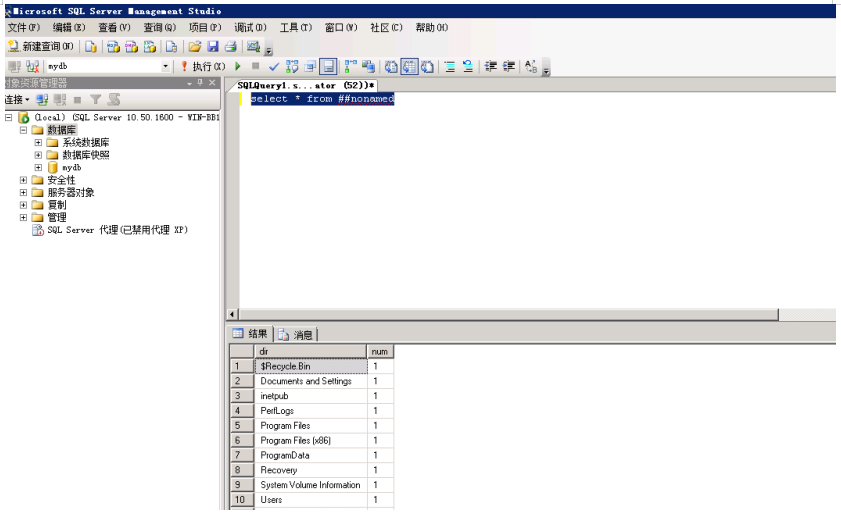 Microsoft SQL Server Management Studio
文件(F) 编辑(E) 查看(V) 查询(Q) 项目(P) 调试(D) 工具(T) 窗口(W) 社区(C) 帮助(H)
新建查询(N)
mydb 执行(X)
对象资源管理器
连接
(local) (SQL Server 10.50.1600 - WIN-BB1
数据库
系统数据库
数据库快照
mydb
安全性
服务器对象
复制
管理
SQL Server 代理(已禁用代理 XP)
SQLQuery1.s...ator (52))*
select * from ##nonamed
结果 消息
dir num
1 $Recycle.Bin 1
2 Documents and Settings 1
3 inetpub 1
4 PerfLogs 1
5 Program Files 1
6 Program Files (x86) 1
7 ProgramData 1
8 Recovery 1
9 System Volume Information 1
10 Users 1